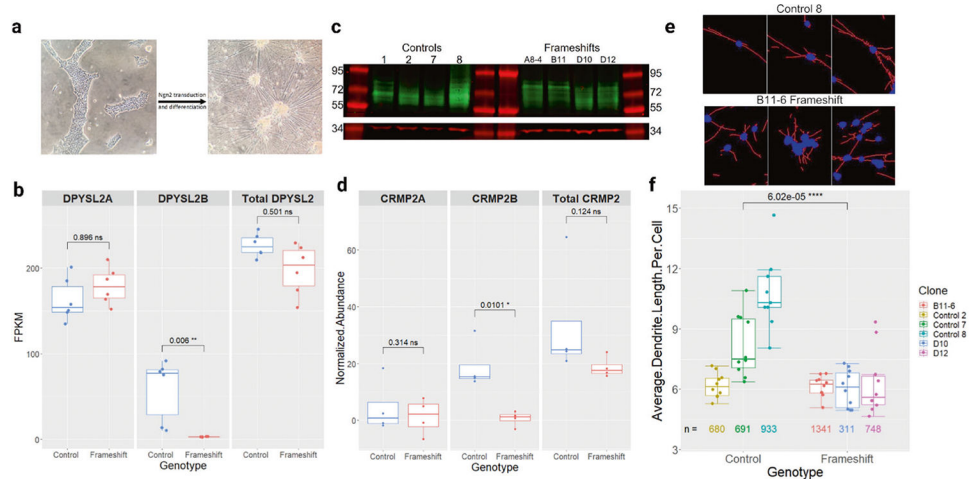 a
Ngn2 transduction
and differentiation
c
Controls
Frameshifts
1 2 7 8
A8-4 B11 D10 D12
95
72
55
34
95
72
55
34
95
72
55
34
e
Control 8
B11-6 Frameshift
b
DPYSL2A DPYSL2B Total DPYSL2
0.896 ns
0.006 **
0.501 ns
FPKM
200
100
0
Control Frameshift Control Frameshift Control Frameshift
Genotype
d
CRMP2A CRMP2B Total CRMP2
0.314 ns
0.0101 *
0.124 ns
Normalized.Abundance
60
40
20
0
Control Frameshift Control Frameshift Control Frameshift
Genotype
f
6.02e-05 ****
Average.Dendrite.Length.Per.Cell
15
12
9
6
3
n = 680 691 933 1341 311 748
Control Frameshift
Genotype
Clone
B11-6
Control 2
Control 7
Control 8
D10
D12